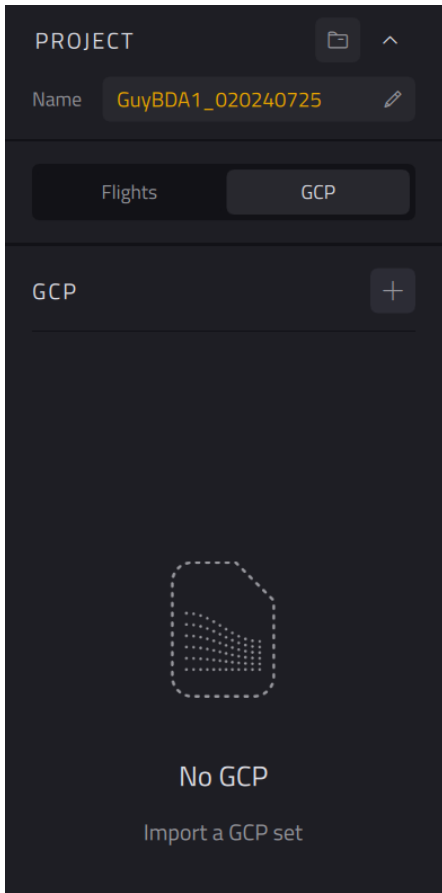 PROJECT
Name GuyBDA1_020240725
Flights GCP
GCP
No GCP
Import a GCP set